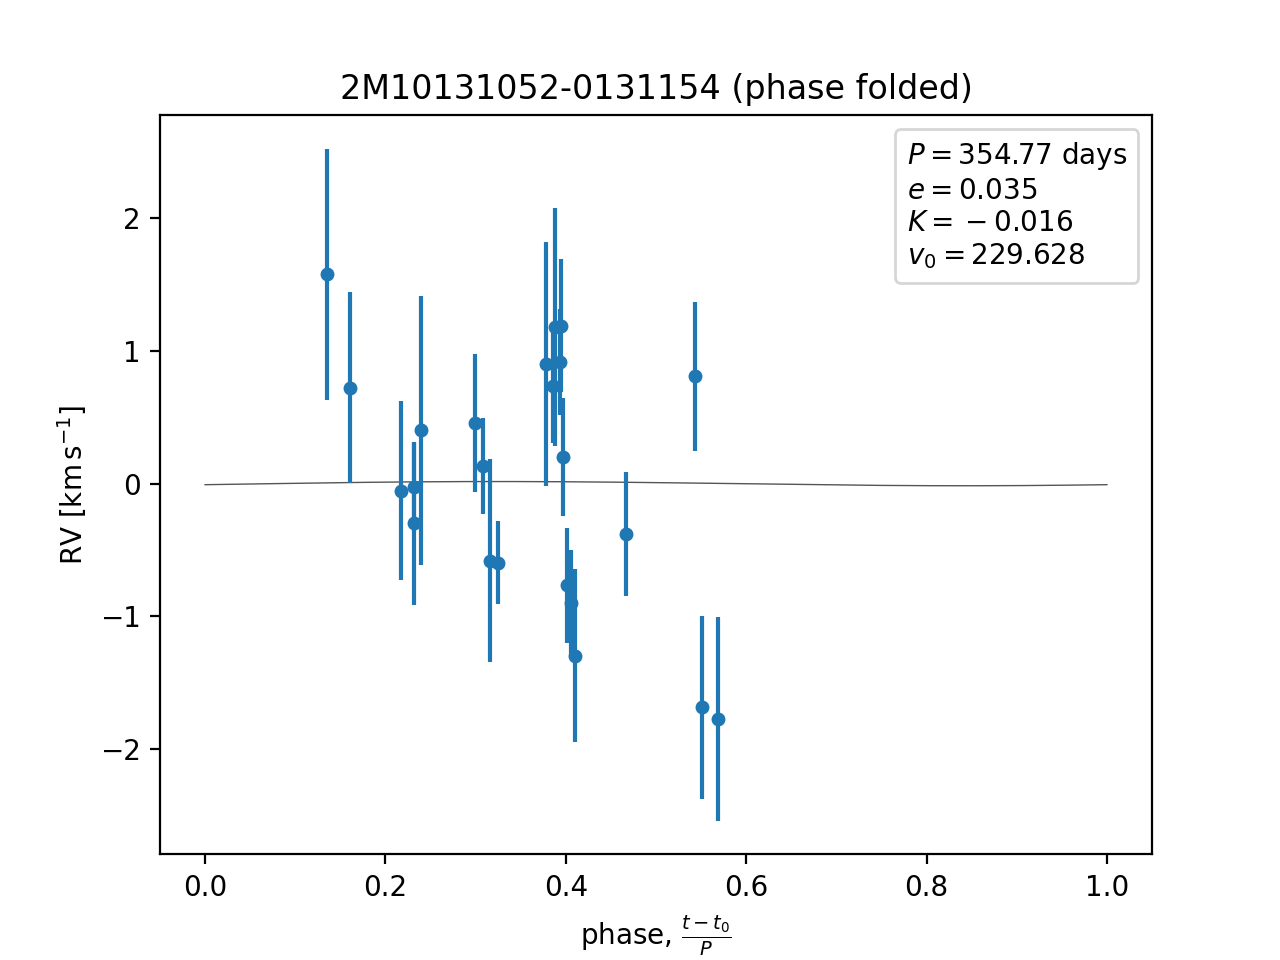 2M10131052-0131154 (phase folded)
P = 354.77 days
e = 0.035
K = −0.016
v₀ = 229.628
2
1
0
−1
−2
RV [km s⁻¹]
0.0 0.2 0.4 0.6 0.8 1.0
phase, (t − t₀)/P